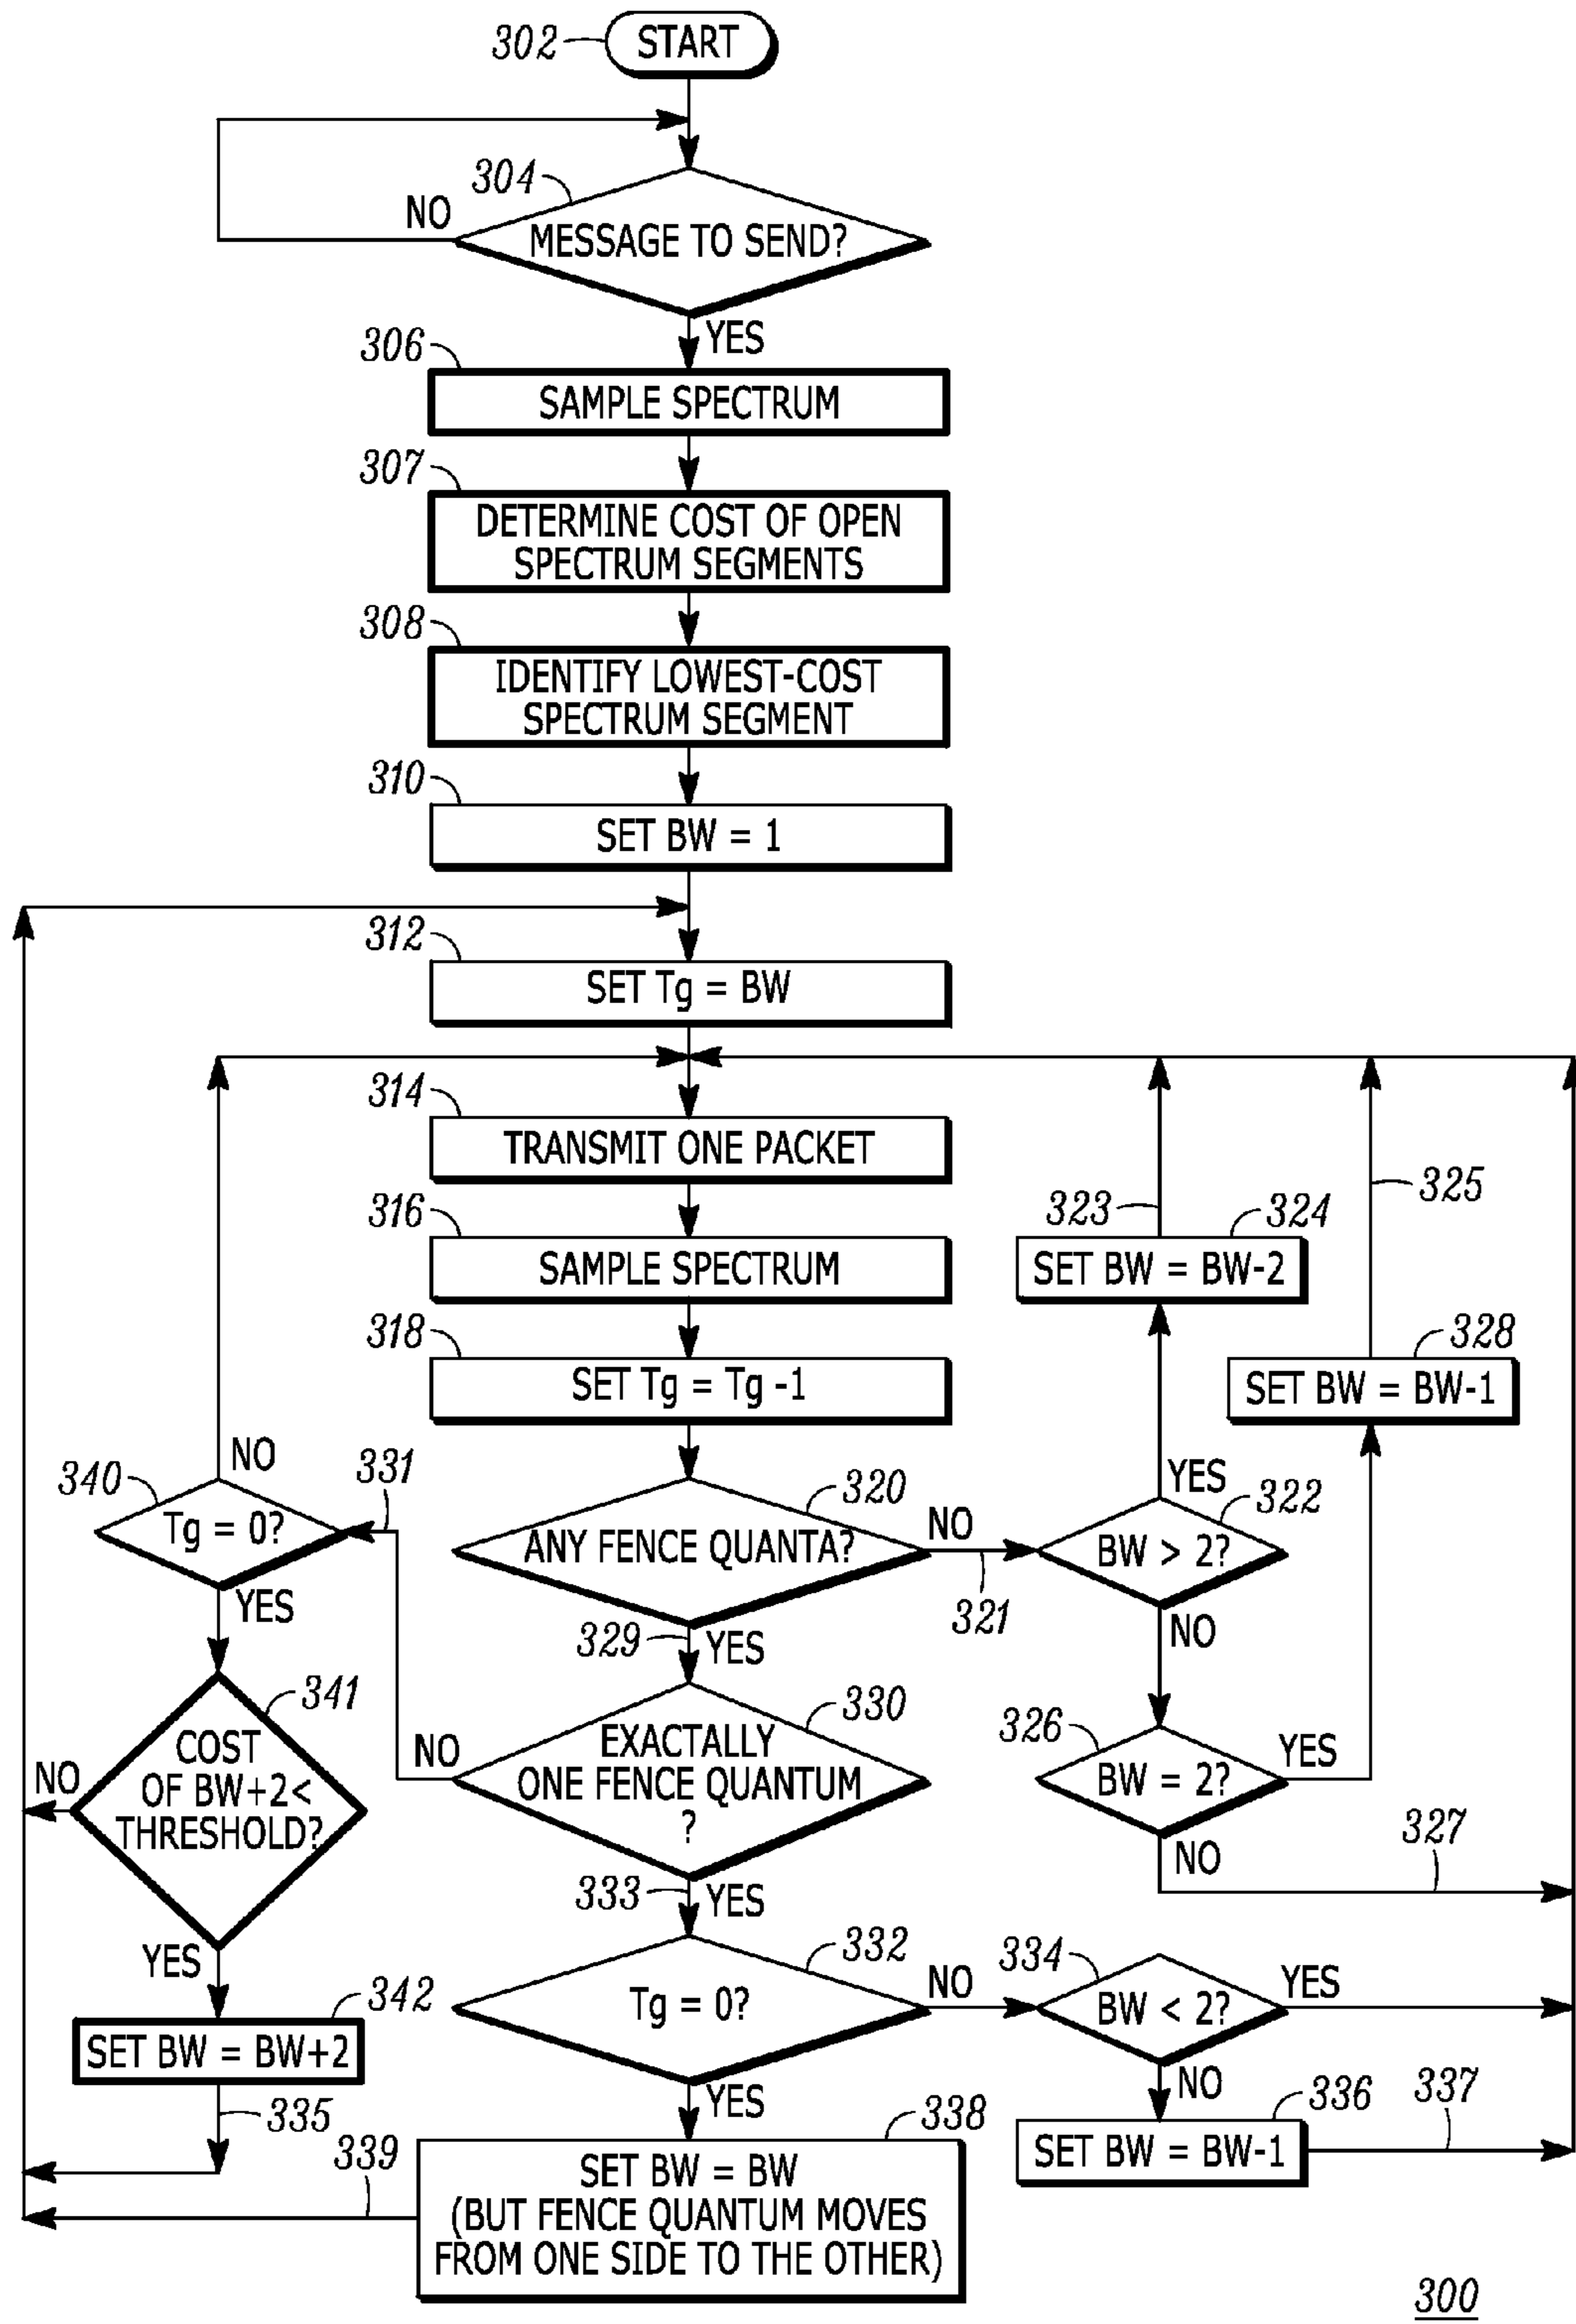 302
START
304
NO
MESSAGE TO SEND?
YES
306
SAMPLE SPECTRUM
307
DETERMINE COST OF OPEN
SPECTRUM SEGMENTS
308
IDENTIFY LOWEST-COST
SPECTRUM SEGMENT
310
SET BW = 1
312
SET Tg = BW
314
TRANSMIT ONE PACKET
316
SAMPLE SPECTRUM
323
324
SET BW = BW-2
325
318
SET Tg = Tg -1
328
SET BW = BW-1
340
NO
Tg = 0?
331
YES
320
ANY FENCE QUANTA?
NO
321
YES
322
BW > 2?
NO
329
YES
341
COST
OF BW+2<
THRESHOLD?
NO
YES
330
EXACTALLY
ONE FENCE QUANTUM
?
NO
333
YES
326
BW = 2?
YES
NO
327
342
SET BW = BW+2
335
332
Tg = 0?
NO
YES
334
BW < 2?
YES
NO
336
SET BW = BW-1
337
339
338
SET BW = BW
(BUT FENCE QUANTUM MOVES
FROM ONE SIDE TO THE OTHER)
300